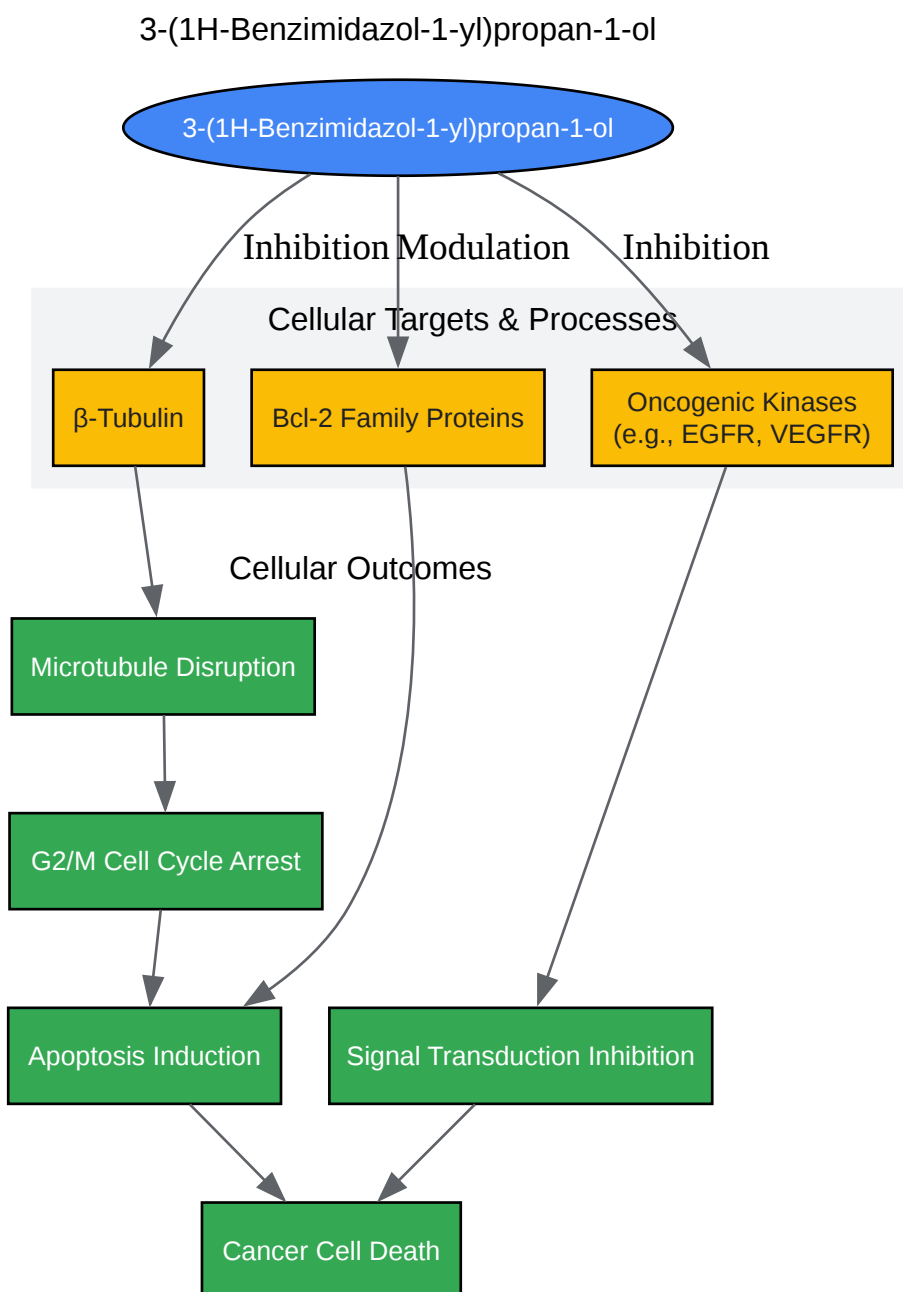 3-(1H-Benzimidazol-1-yl)propan-1-ol
3-(1H-Benzimidazol-1-yl)propan-1-ol
Inhibition
Modulation
Inhibition
Cellular Targets & Processes
β-Tubulin
Bcl-2 Family Proteins
Oncogenic Kinases
(e.g., EGFR, VEGFR)
Cellular Outcomes
Microtubule Disruption
G2/M Cell Cycle Arrest
Apoptosis Induction
Signal Transduction Inhibition
Cancer Cell Death